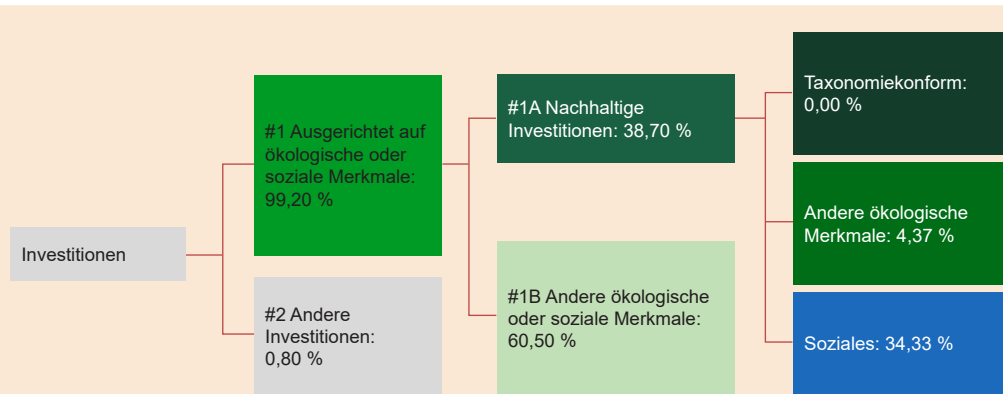 Investitionen
#1 Ausgerichtet auf
ökologische oder
soziale Merkmale:
99,20 %
#2 Andere
Investitionen:
0,80 %
#1A Nachhaltige
Investitionen: 38,70 %
#1B Andere ökologische
oder soziale Merkmale:
60,50 %
Taxonomiekonform:
0,00 %
Andere ökologische
Merkmale: 4,37 %
Soziales: 34,33 %